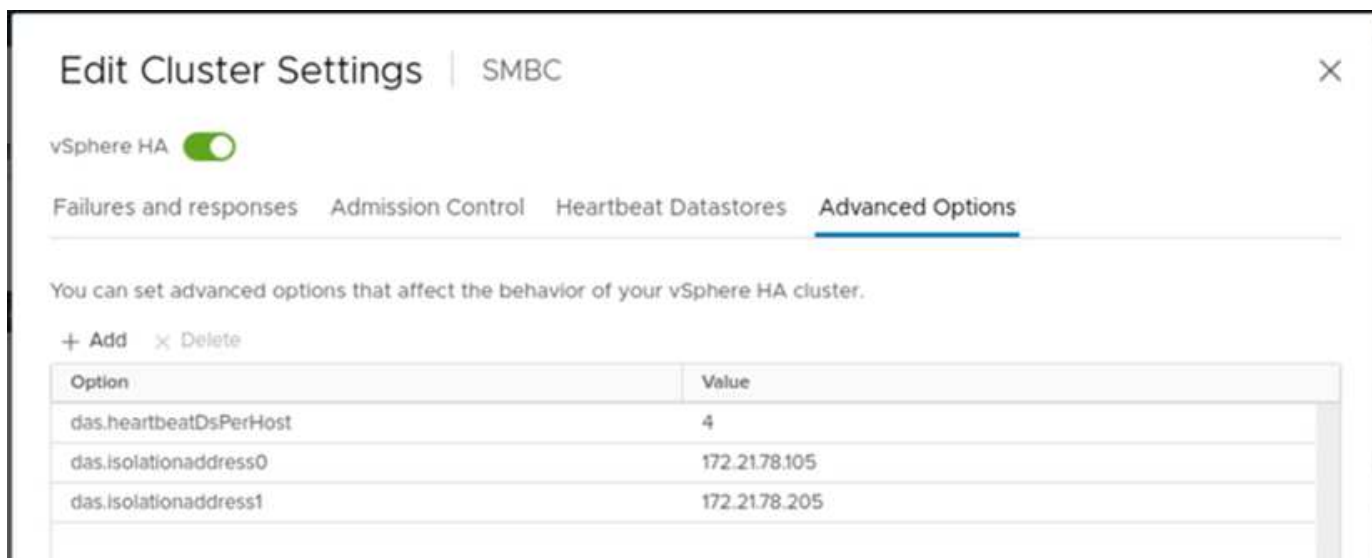 Edit Cluster Settings SMBC
vSphere HA
Failures and responses Admission Control Heartbeat Datastores Advanced Options
You can set advanced options that affect the behavior of your vSphere HA cluster.
+ Add × Delete
Option Value
das.heartbeatDsPerHost 4
das.isolationaddress0 172.21.78.105
das.isolationaddress1 172.21.78.205